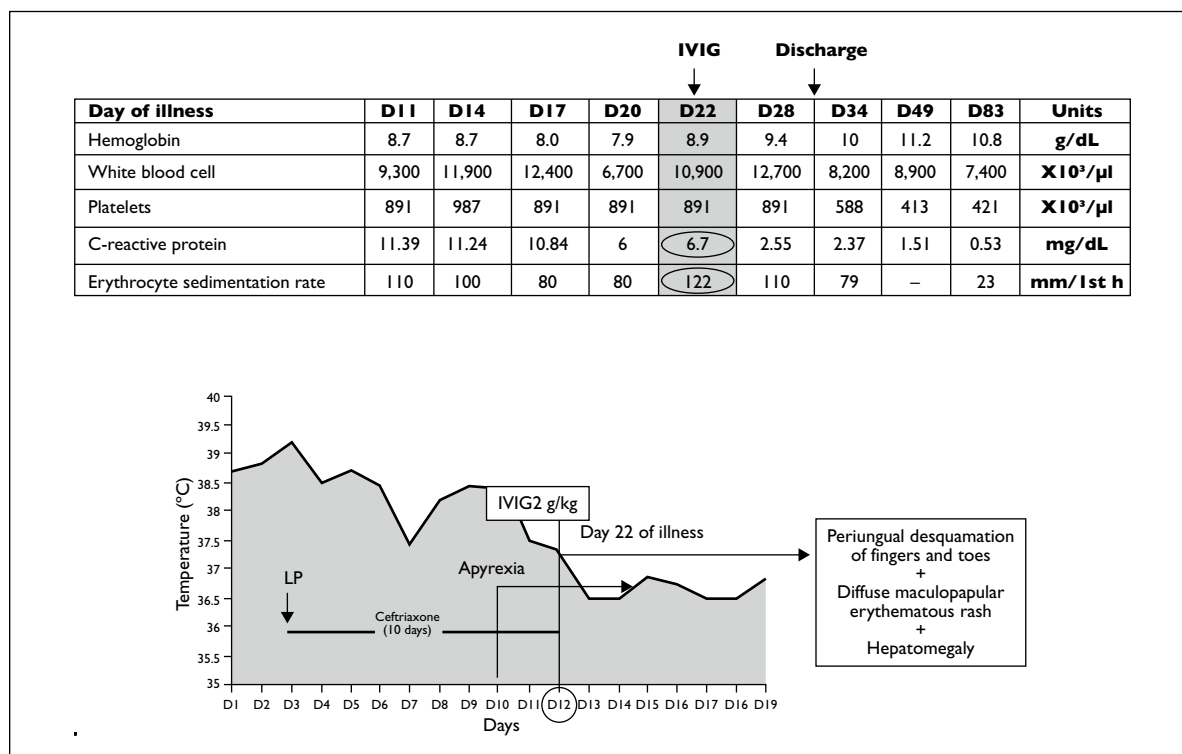 IVIG Discharge
Day of illness D11 D14 D17 D20 D22 D28 D34 D49 D83 Units
Hemoglobin 8.7 8.7 8.0 7.9 8.9 9.4 10 11.2 10.8 g/dL
White blood cell 9,300 11,900 12,400 6,700 10,900 12,700 8,200 8,900 7,400 X10³/µl
Platelets 891 987 891 891 891 891 588 413 421 X10³/µl
C-reactive protein 11.39 11.24 10.84 6 6.7 2.55 2.37 1.51 0.53 mg/dL
Erythrocyte sedimentation rate 110 100 80 80 122 110 79 – 23 mm/1st h
Temperature (°C)
40
39.5
39
38.5
38
37.5
37
36.5
36
35.5
35
IVIG2 g/kg
Day 22 of illness
Apyrexia
LP
Ceftriaxone
(10 days)
Periungual desquamation
of fingers and toes
+
Diffuse maculopapular
erythematous rash
+
Hepatomegaly
D1 D2 D3 D4 D5 D6 D7 D8 D9 D10 D11 D12 D13 D14 D15 D16 D17 D16 D19
Days